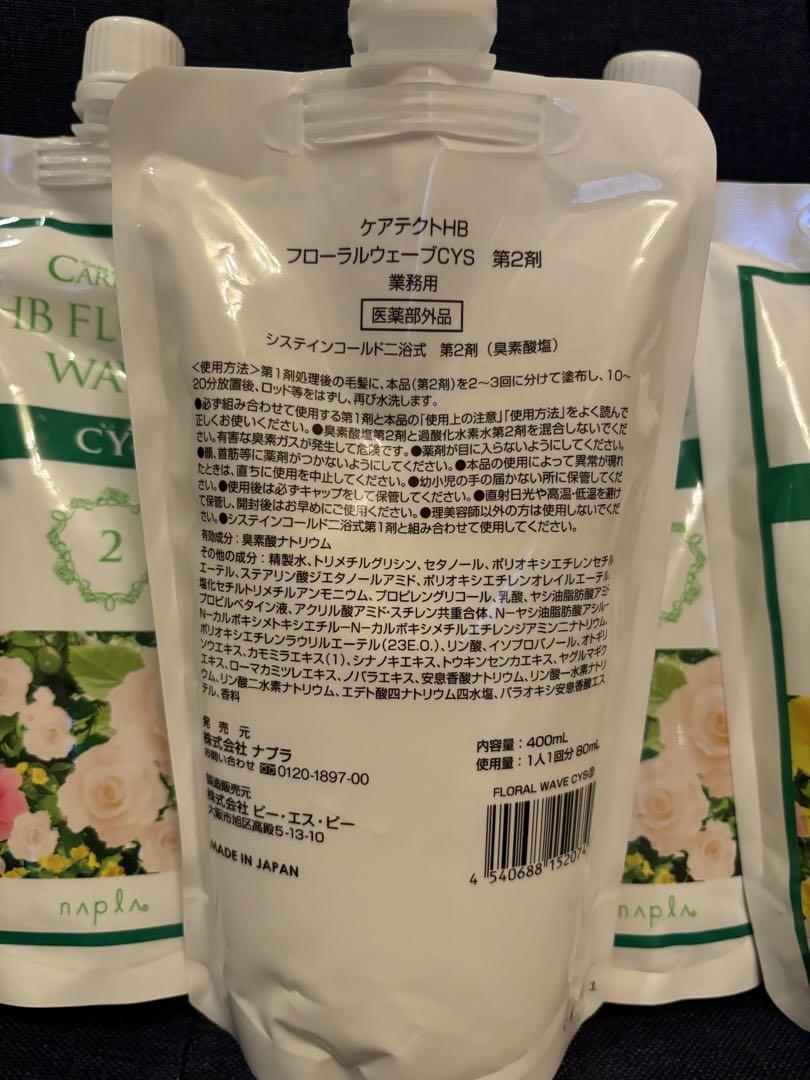 ケアテクトHB
フローラルウェーブCYS 第2剤
業務用
医薬部外品
システインコールド二浴式 第2剤（臭素酸塩）
<使用方法>第1剤処理後の毛髪に、本品(第2剤)を2～3回に分けて塗布し、10～
20分放置後、ロッド等をはずし、再び水洗します。
●必ず組み合わせて使用する第1剤と本品の「使用上の注意」「使用方法」をよく読んで
正しくお使いください。●臭素酸塩第2剤と過酸化水素水第2剤を混合しないでくだ
さい。有害な臭素ガスが発生して危険です。●薬剤が目に入らないようにしてください。
●顔、首筋等に薬剤がつかないようにしてください。●本品の使用によって異常が現れ
たときは、直ちに使用を中止してください。●幼小児の手の届かない所に保管してくだ
さい。●使用後は必ずキャップをして保管してください。●直射日光や高温・低温を避け
て保管し、開封後はお早めにご使用ください。●理美容師以外の方は使用しないでくだ
さい。●システインコールド二浴式第1剤と組み合わせて使用してください。
有効成分：臭素酸ナトリウム
その他の成分：精製水、トリメチルグリシン、セタノール、ポリオキシエチレンセチル
エーテル、ステアリン酸ジエタノールアミド、ポリオキシエチレンオレイルエーテル、
塩化セチルトリメチルアンモニウム、プロピレングリコール、乳酸、ヤシ油脂肪酸アミド
プロピルベタイン液、アクリル酸アミド・スチレン共重合体、N－ヤシ油脂肪酸アシル－
N－カルボキシメトキシエチル－N－カルボキシメチルエチレンジアミン二ナトリウム、
ポリオキシエチレンラウリルエーテル(23E.O.)、リン酸、イソプロパノール、オトギリ
ソウエキス、カモミラエキス(1)、シナノキエキス、トウキンセンカエキス、ヤグルマギク
エキス、ローマカミツレエキス、ノバラエキス、安息香酸ナトリウム、リン酸一水素ナトリ
ウム、リン酸二水素ナトリウム、エデト酸四ナトリウム四水塩、パラオキシ安息香酸エス
テル、香料
発売元
株式会社 ナプラ
お問い合わせ 0120-1897-00
製造販売元
株式会社 ビー・エス・ピー
大阪市旭区高殿5-13-10
MADE IN JAPAN
内容量：400mL
使用量：1人1回分 80mL
FLORAL WAVE CYS②
4 540688 152074
CARE
HB FL
WA
CY
2
napla
napla